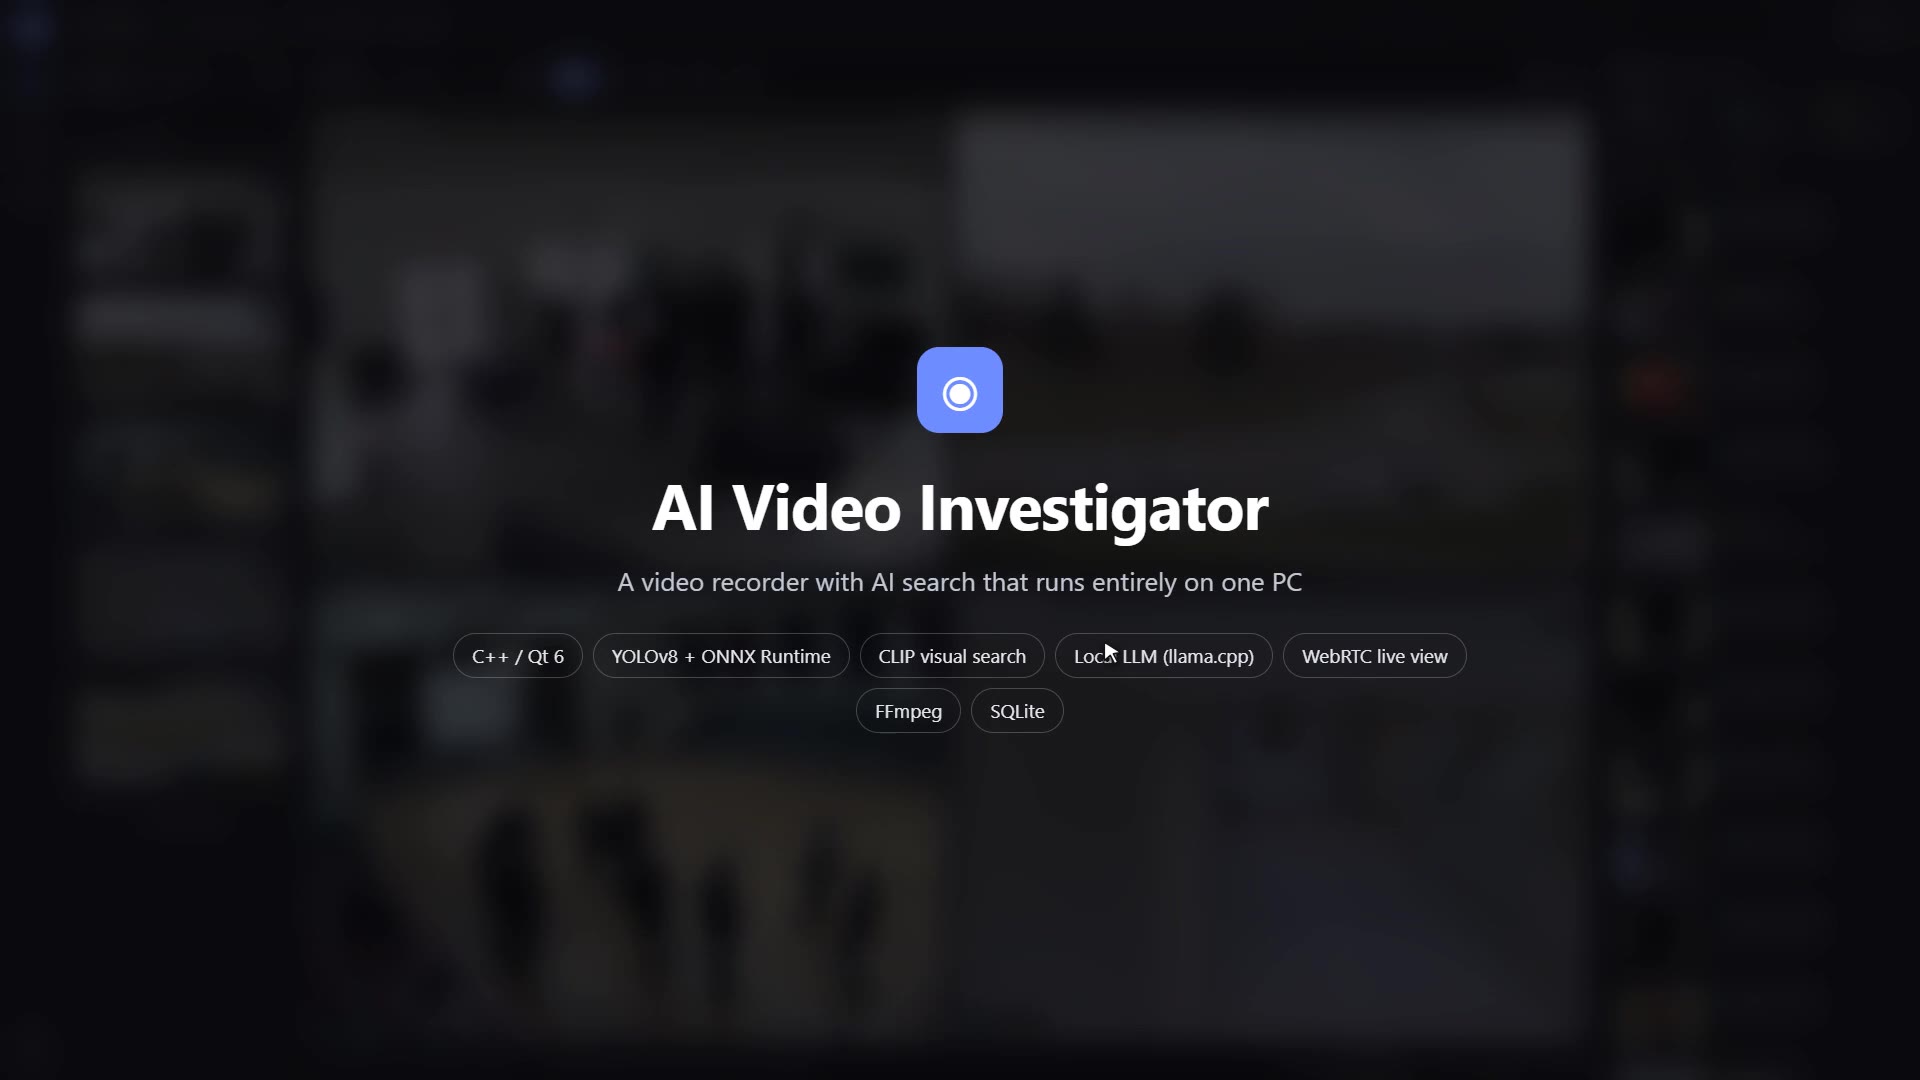 AI Video Investigator
A video recorder with AI search that runs entirely on one PC
C++ / Qt 6 YOLOv8 + ONNX Runtime CLIP visual search Local LLM (llama.cpp) WebRTC live view
FFmpeg SQLite